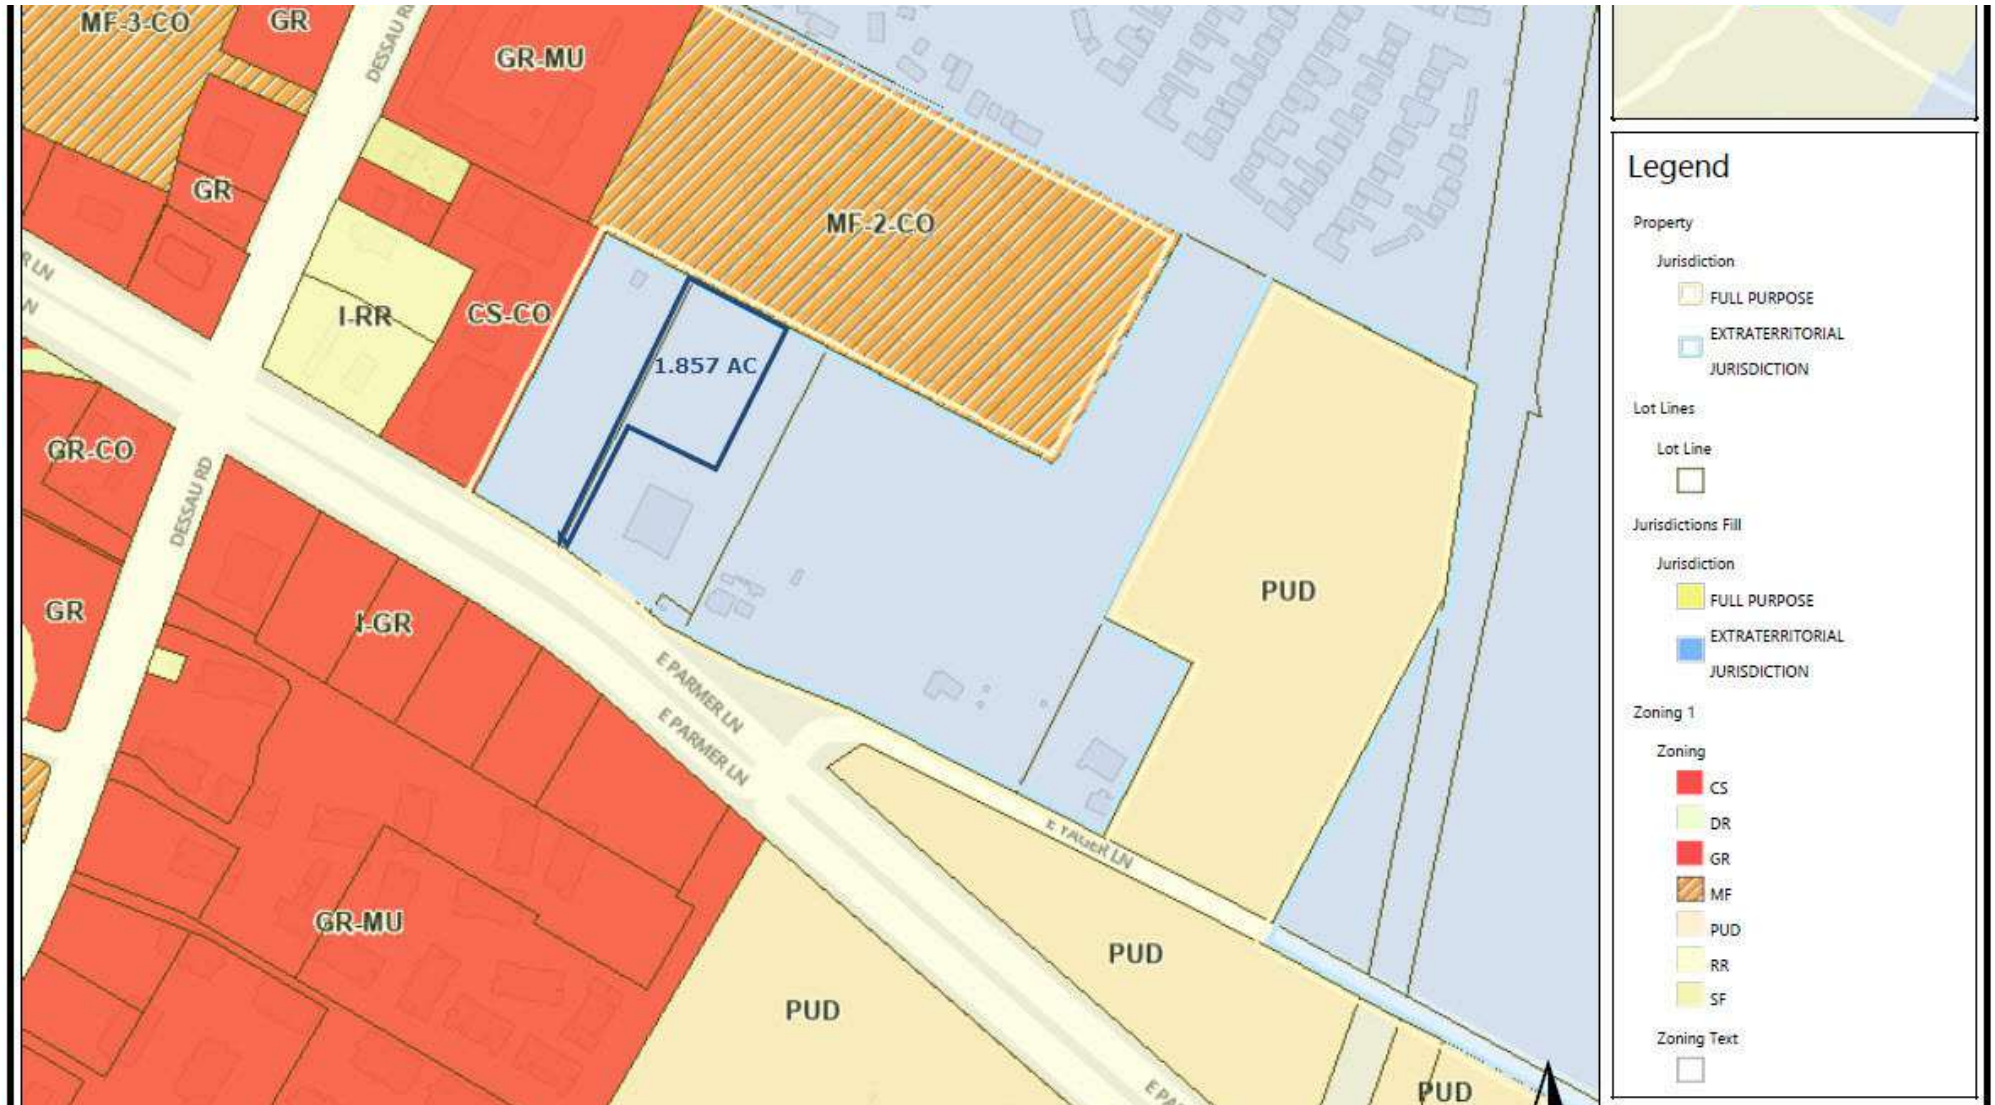 MF-3-CO
GR
DESSAU RD
GR-MU
GR
MF-2-CO
I-RR
CS-CO
1.857 AC
R LN
N
GR-CO
DESSAU RD
GR
I-GR
PUD
E PARMER LN
E PARMER LN
E YAGER LN
GR-MU
PUD
PUD
PUD
E PA
Legend
Property
Jurisdiction
FULL PURPOSE
EXTRATERRITORIAL
JURISDICTION
Lot Lines
Lot Line
Jurisdictions Fill
Jurisdiction
FULL PURPOSE
EXTRATERRITORIAL
JURISDICTION
Zoning 1
Zoning
CS
DR
GR
MF
PUD
RR
SF
Zoning Text